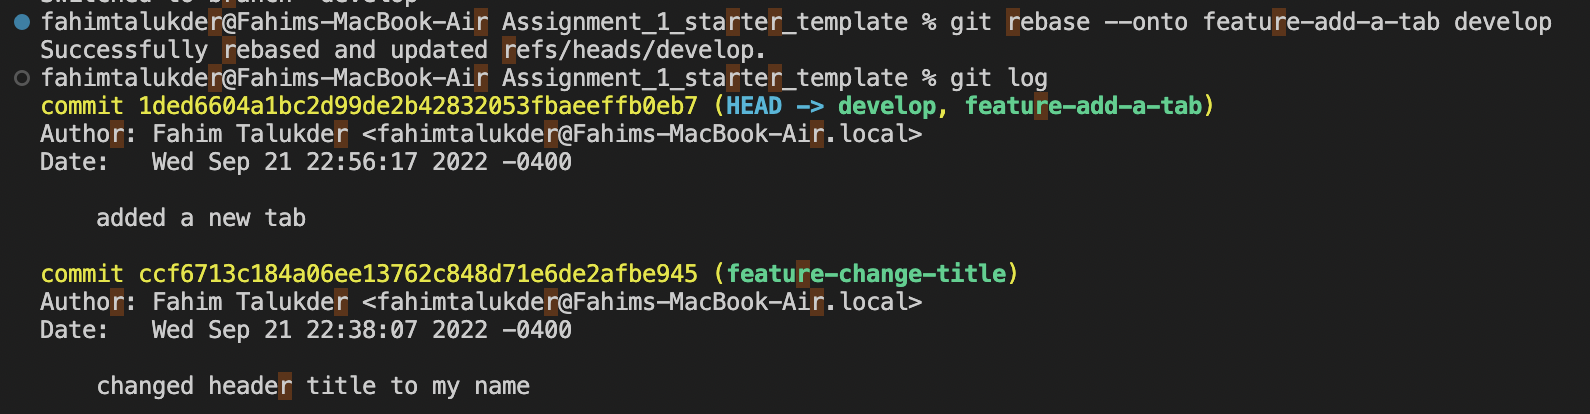 fahimtalukder@Fahims-MacBook-Air Assignment_1_starter_template % git rebase --onto feature-add-a-tab develop
Successfully rebased and updated refs/heads/develop.
fahimtalukder@Fahims-MacBook-Air Assignment_1_starter_template % git log
commit 1ded6604a1bc2d99de2b42832053fbaeeffb0eb7 (HEAD -> develop, feature-add-a-tab)
Author: Fahim Talukder <fahimtalukder@Fahims-MacBook-Air.local>
Date:   Wed Sep 21 22:56:17 2022 -0400
added a new tab
commit ccf6713c184a06ee13762c848d71e6de2afbe945 (feature-change-title)
Author: Fahim Talukder <fahimtalukder@Fahims-MacBook-Air.local>
Date:   Wed Sep 21 22:38:07 2022 -0400
changed header title to my name